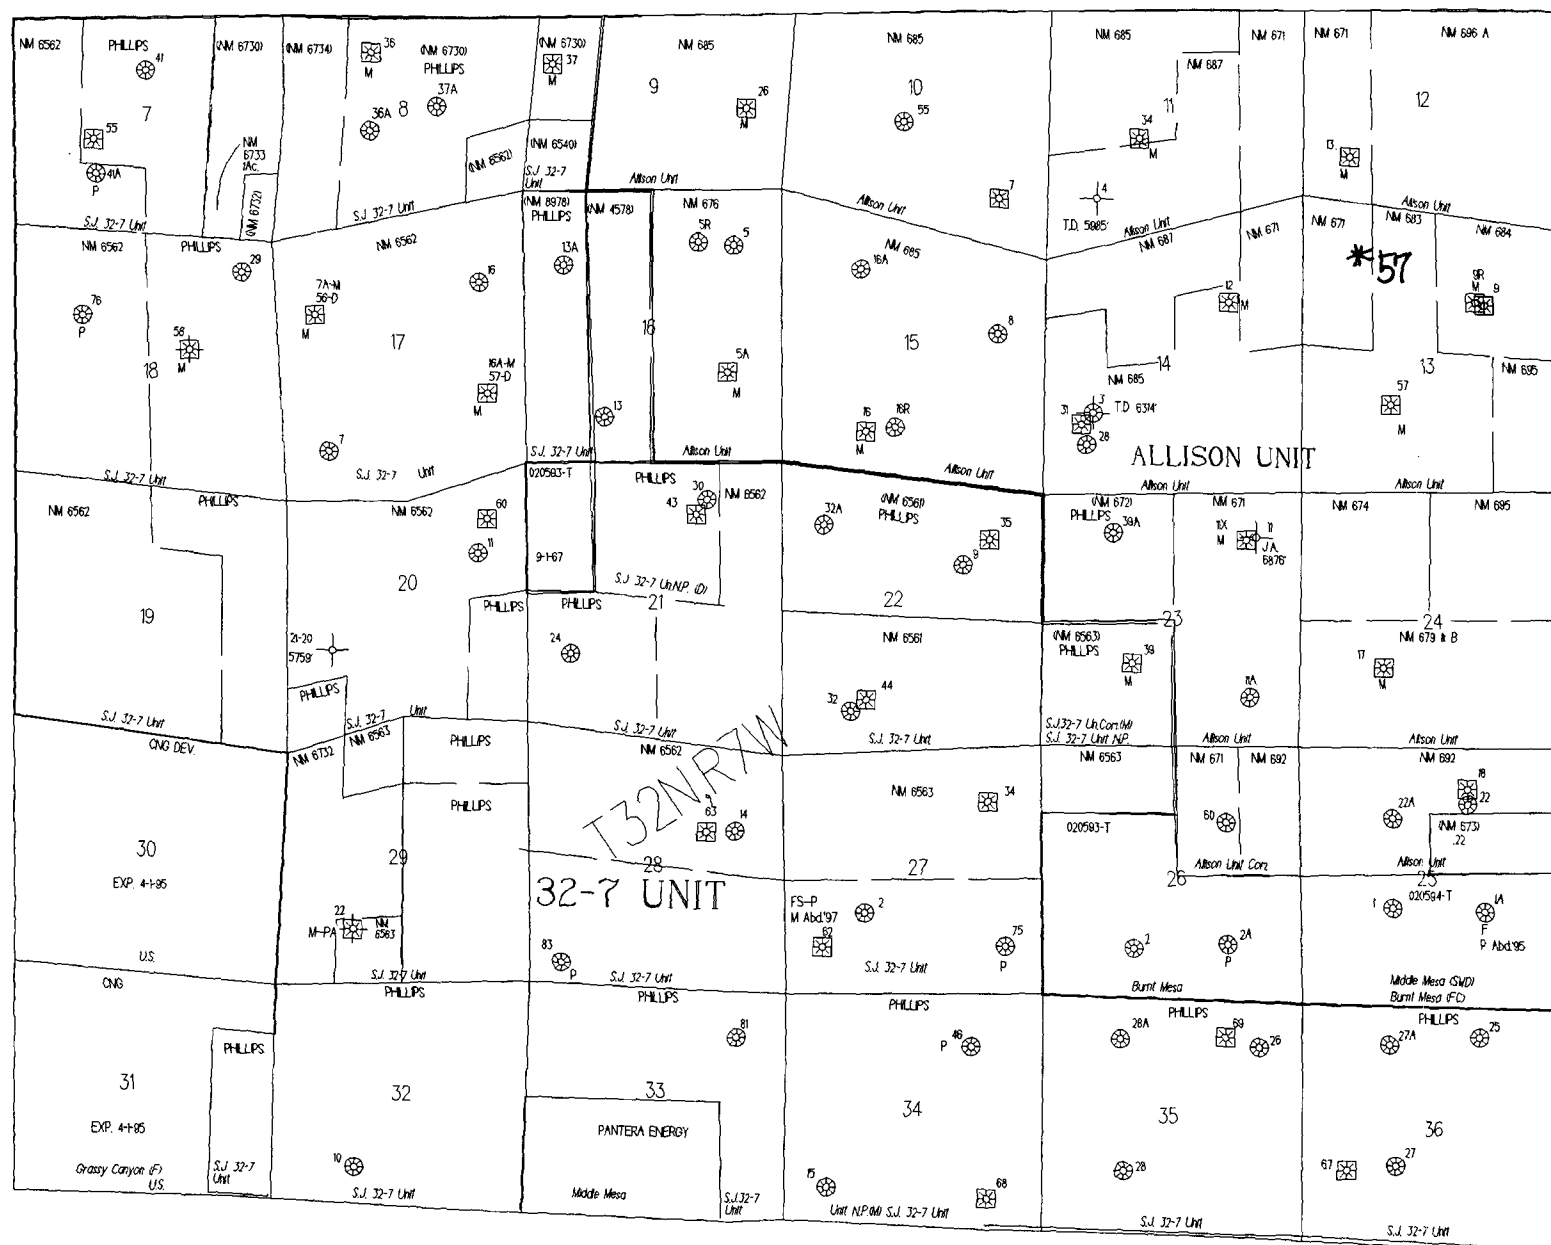 NM 6562
PHILLIPS
41
(NM 6730)
7
55
41A
P
NM
6733
1Ac.
(NM 6732)
S.J. 32-7 Unit
(NM 6734)
36
M
(NM 6730)
PHILLIPS
37A
36A
8
(NM 6562)
S.J. 32-7 Unit
(NM 6730)
37
M
(NM 6540)
S.J. 32-7
Unit
NM 685
9
26
M
Allison Unit
NM 685
10
55
7
Allison Unit
NM 685
NM 687
NM 671
11
34
M
4
T.D. 5985'
Allison Unit
NM 671
NM 696 A
12
13
M
Allison Unit
NM 6562
PHILLIPS
29
76
P
58
M
18
S.J. 32-7 Unit
NM 6562
16
7A-M
56-D
M
17
16A-M
57-D
M
7
S.J. 32-7 Unit
(NM 8978)
PHILLIPS
(NM 4578)
NM 676
13A
5R
5
16
5A
M
13
S.J. 32-7 Unit
Allison Unit
NM 685
16A
8
15
16
M
16R
Allison Unit
NM 687
NM 671
12
M
14
NM 685
3
T.D. 6314'
31
28
ALLISON UNIT
Allison Unit
NM 671
NM 683
NM 684
*57
9R
M
9
13
NM 695
57
M
Allison Unit
NM 6562
PHILLIPS
19
S.J. 32-7 Unit
NM 6562
60
11
20
PHILLIPS
21-20
5759'
PHILLIPS
S.J. 32-7 Unit
020593-T
PHILLIPS
NM 6562
30
43
9-1-67
S.J. 32-7 Un.N.P. (D)
PHILLIPS
21
24
S.J. 32-7 Unit
(NM 6561)
PHILLIPS
32A
35
9
22
NM 6561
32
44
S.J. 32-7 Unit
(NM 672)
PHILLIPS
39A
NM 671
11X
M
11
J.A.
6876'
23
(NM 6563)
PHILLIPS
39
M
11A
S.J.32-7 Un.Com.(M)
S.J. 32-7 Unit N.P.
Allison Unit
NM 674
NM 695
24
NM 679 & B
17
M
Allison Unit
CNG DEV.
30
EXP. 4-1-95
U.S.
NM 6732
NM 6563
PHILLIPS
PHILLIPS
29
22
M-PA
NM
6563
S.J. 32-7 Unit
NM 6562
T32N,R7W
63
14
28
32-7 UNIT
83
P
S.J. 32-7 Unit
NM 6563
34
27
FS-P
M Abd.'97
2
62
75
P
S.J. 32-7 Unit
NM 6563
NM 671
NM 692
60
020593-T
Allison Unit Com.
26
2
2A
P
Burnt Mesa
NM 692
18
22
22A
(NM 673)
.22
Allison Unit
25
020594-T
1
1A
F
P Abd.'95
Middle Mesa (SWD)
Burnt Mesa (FC)
CNG
PHILLIPS
31
EXP. 4-1-95
Grassy Canyon (F)
U.S.
S.J. 32-7
Unit
PHILLIPS
32
10
S.J. 32-7 Unit
PHILLIPS
81
33
PANTERA ENERGY
Middle Mesa
S.J.32-7
Unit
PHILLIPS
P
46
34
15
68
Unit N.P.(M) S.J. 32-7 Unit
PHILLIPS
28A
69
26
35
28
S.J. 32-7 Unit
PHILLIPS
27A
25
36
67
27
S.J. 32-7 Unit